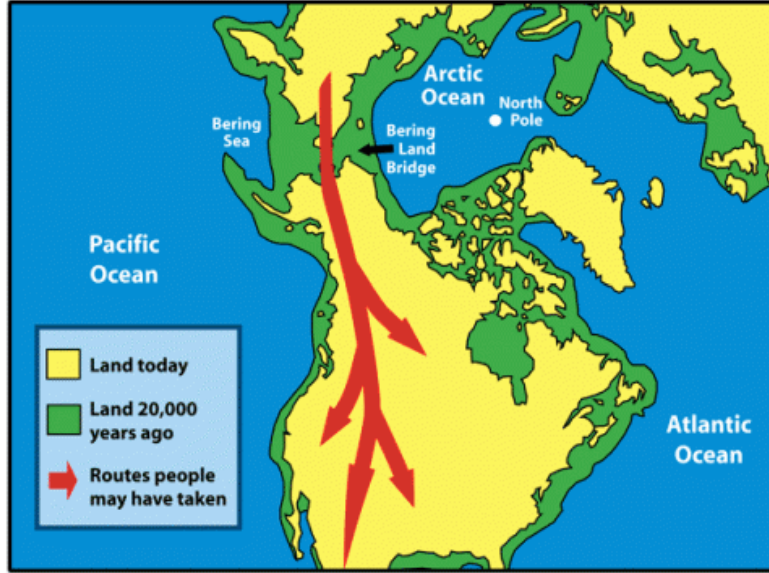 Arctic
Ocean
North
Pole
Bering
Sea
Bering
Land
Bridge
Pacific
Ocean
Land today
Land 20,000
years ago
Routes people
may have taken
Atlantic
Ocean